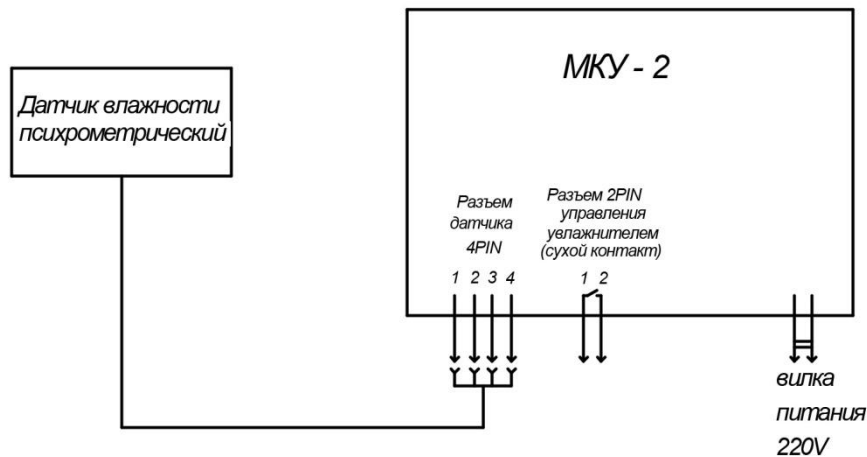 МКУ - 2
Датчик влажности
психрометрический
Разъем
датчика
4PIN
1 2 3 4
Разъем 2PIN
управления
увлажнителем
(сухой контакт)
1 2
вилка
питания
220V